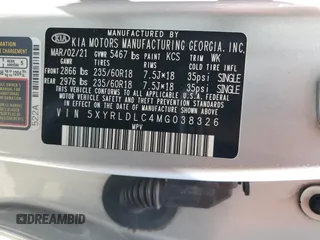 KIA KIA MOTORS MANUFACTURING GEORGIA, INC.
MAR/02/21 GVWR 5467 lbs PAINT KCS TRIM WK
FRONT 2866 lbs 235/60R18 7.5J×18 35psi SINGLE
REAR 2976 lbs 235/60R18 7.5J×18 35psi SINGLE
THIS VEHICLE CONFORMS TO ALL APPLICABLE
FEDERAL MOTOR VEHICLE SAFETY, BUMPER,
AND THEFT PREVENTION STANDARDS IN EFFECT
ON THE DATE OF MANUFACTURE SHOWN ABOVE.
VIN 5XYRLDLC4MG038326
MPV
522A
DREAMBID